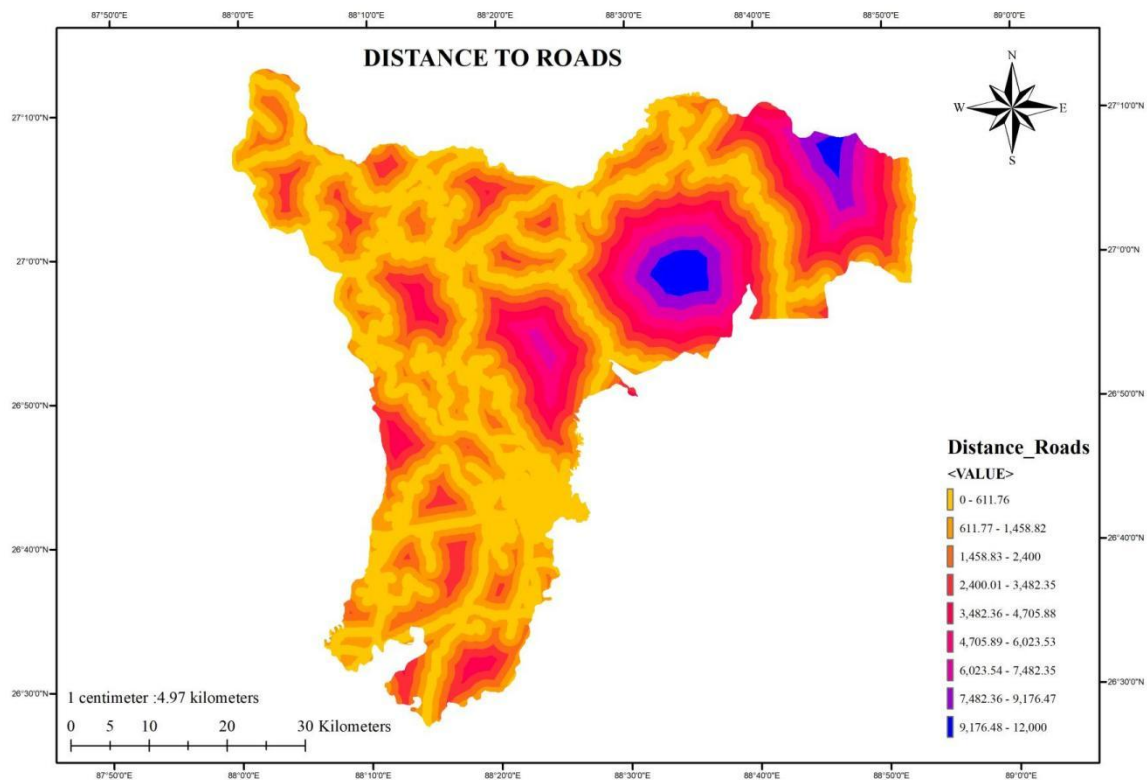 87°50'0"E 88°0'0"E 88°10'0"E 88°20'0"E 88°30'0"E 88°40'0"E 88°50'0"E 89°0'0"E
DISTANCE TO ROADS
N
W E
S
27°10'0"N 27°10'0"N
27°0'0"N 27°0'0"N
26°50'0"N 26°50'0"N
26°40'0"N 26°40'0"N
26°30'0"N 26°30'0"N
Distance_Roads
<VALUE>
0 - 611.76
611.77 - 1,458.82
1,458.83 - 2,400
2,400.01 - 3,482.35
3,482.36 - 4,705.88
4,705.89 - 6,023.53
6,023.54 - 7,482.35
7,482.36 - 9,176.47
9,176.48 - 12,000
1 centimeter :4.97 kilometers
0 5 10 20 30 Kilometers
87°50'0"E 88°0'0"E 88°10'0"E 88°20'0"E 88°30'0"E 88°40'0"E 88°50'0"E 89°0'0"E